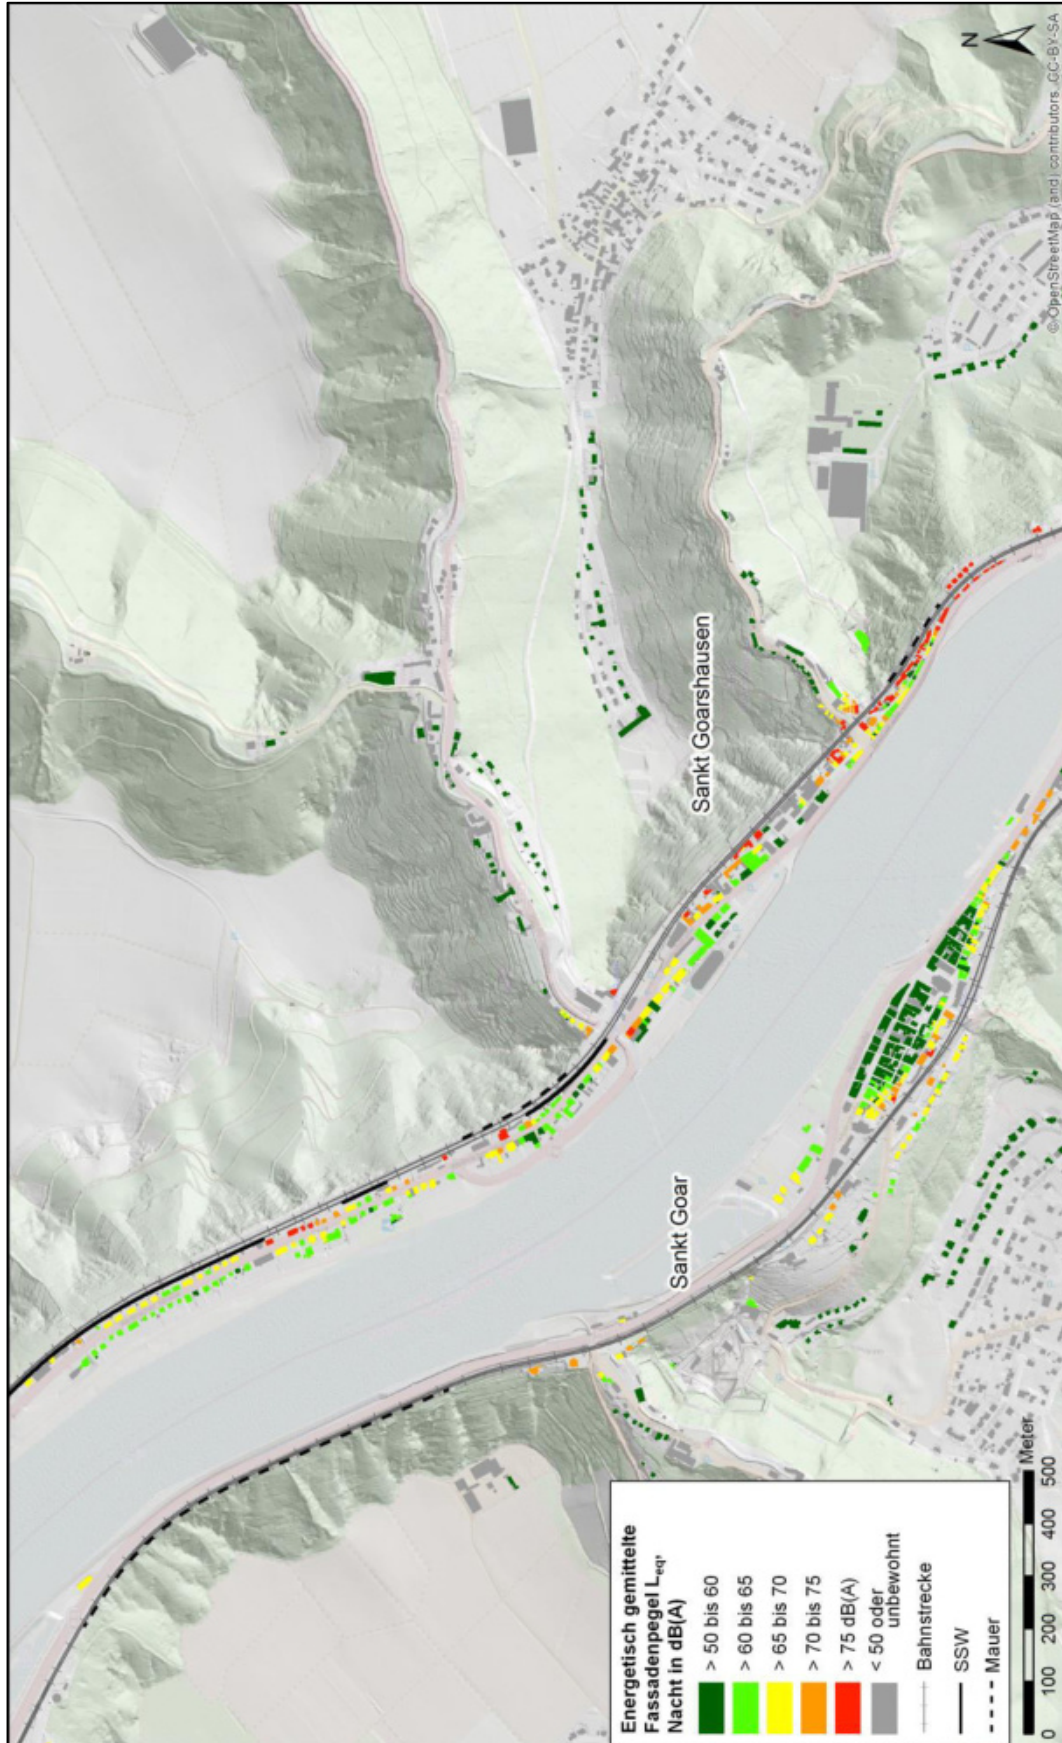 N
Sankt Goarshausen
Sankt Goar
Energetisch gemittelte
Fassadenpegel Leq,
Nacht in dB(A)
> 50 bis 60
> 60 bis 65
> 65 bis 70
> 70 bis 75
> 75 dB(A)
< 50 oder
unbewohnt
Bahnstrecke
SSW
Mauer
0 100 200 300 400 500
Meter
© OpenStreetMap (and) contributors, CC-BY-SA